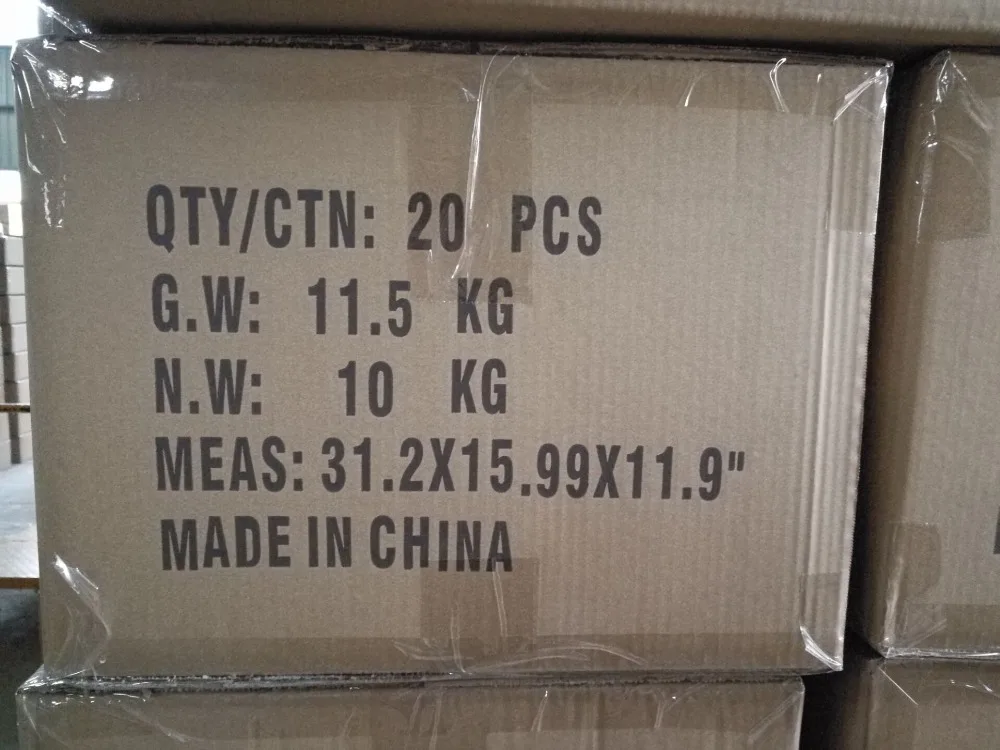 QTY/CTN: 20 PCS
G.W: 11.5 KG
N.W: 10 KG
MEAS: 31.2X15.99X11.9"
MADE IN CHINA